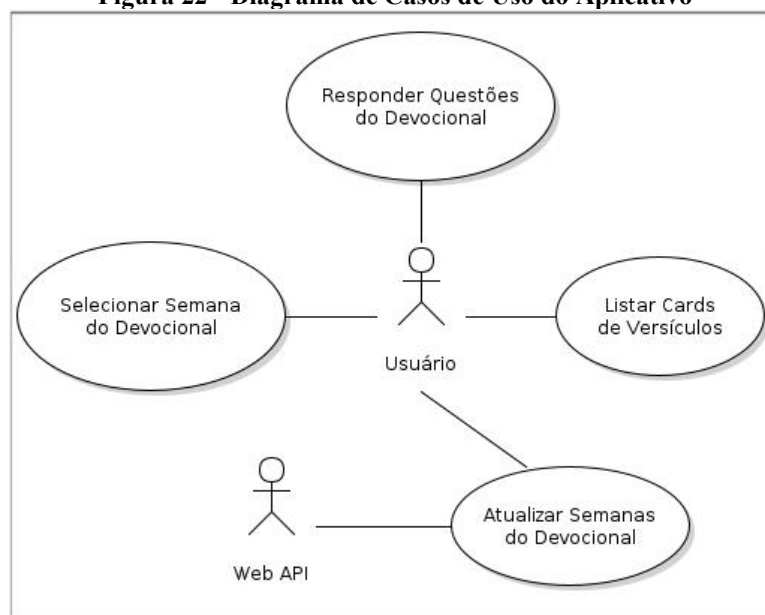 Figura 22 - Diagrama de Casos de Uso do Aplicativo
Responder Questões
do Devocional
Selecionar Semana
do Devocional
Listar Cards
de Versículos
Usuário
Atualizar Semanas
do Devocional
Web API